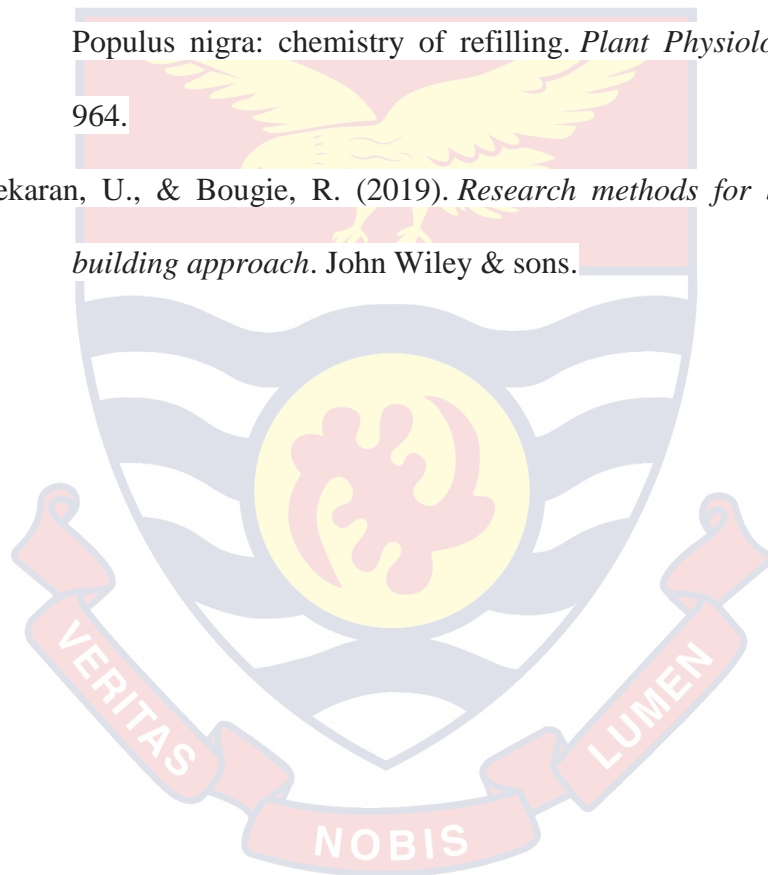 Populus nigra: chemistry of refilling. Plant Physiolo
964.
ekaran, U., & Bougie, R. (2019). Research methods for
building approach. John Wiley & sons.
VERITAS
NOBIS
LUMEN